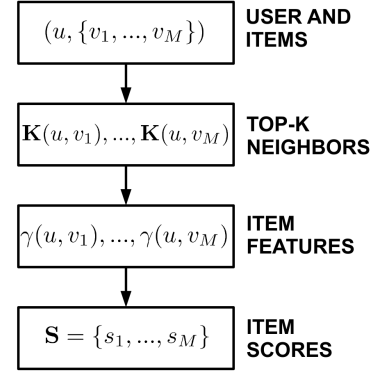 (u, {v_1, ..., v_M})
USER AND
ITEMS
K(u, v_1), ..., K(u, v_M)
TOP-K
NEIGHBORS
γ(u, v_1), ..., γ(u, v_M)
ITEM
FEATURES
S = {s_1, ..., s_M}
ITEM
SCORES